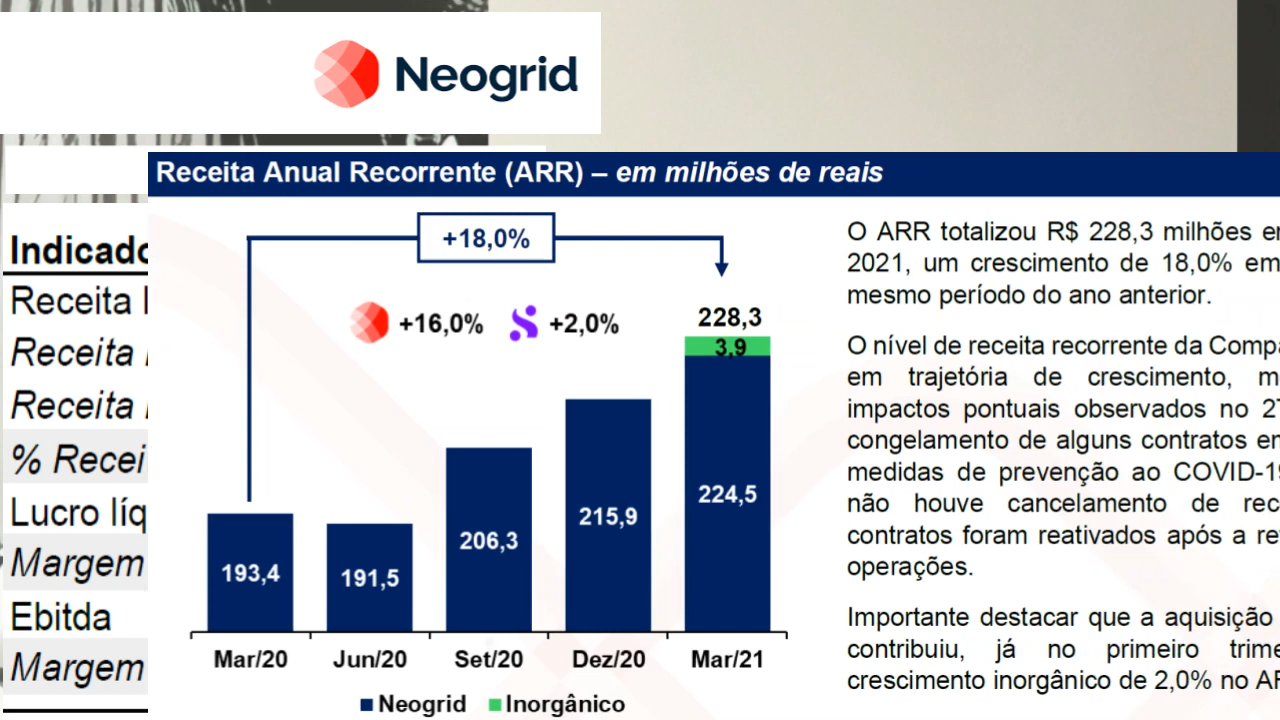 Neogrid
Receita Anual Recorrente (ARR) – em milhões de reais
Receita
Receita
Receita
% Recei
Lucro líq
Margem
Ebitda
Margem
+18,0%
+16,0%
+2,0%
228,3
3,9
193,4
191,5
206,3
215,9
224,5
Mar/20 Jun/20 Set/20 Dez/20 Mar/21
Neogrid Inorgânico
O ARR totalizou R$ 228,3 milhões
2021, um crescimento de 18,0% em
mesmo período do ano anterior.
O nível de receita recorrente da
em trajetória de crescimento,
impactos pontuais observados no
congelamento de alguns contratos
medidas de prevenção ao COVID-19
não houve cancelamento de
contratos foram reativados após a
operações.
Importante destacar que a aquisição
contribuiu, já no primeiro
crescimento inorgânico de 2,0% no